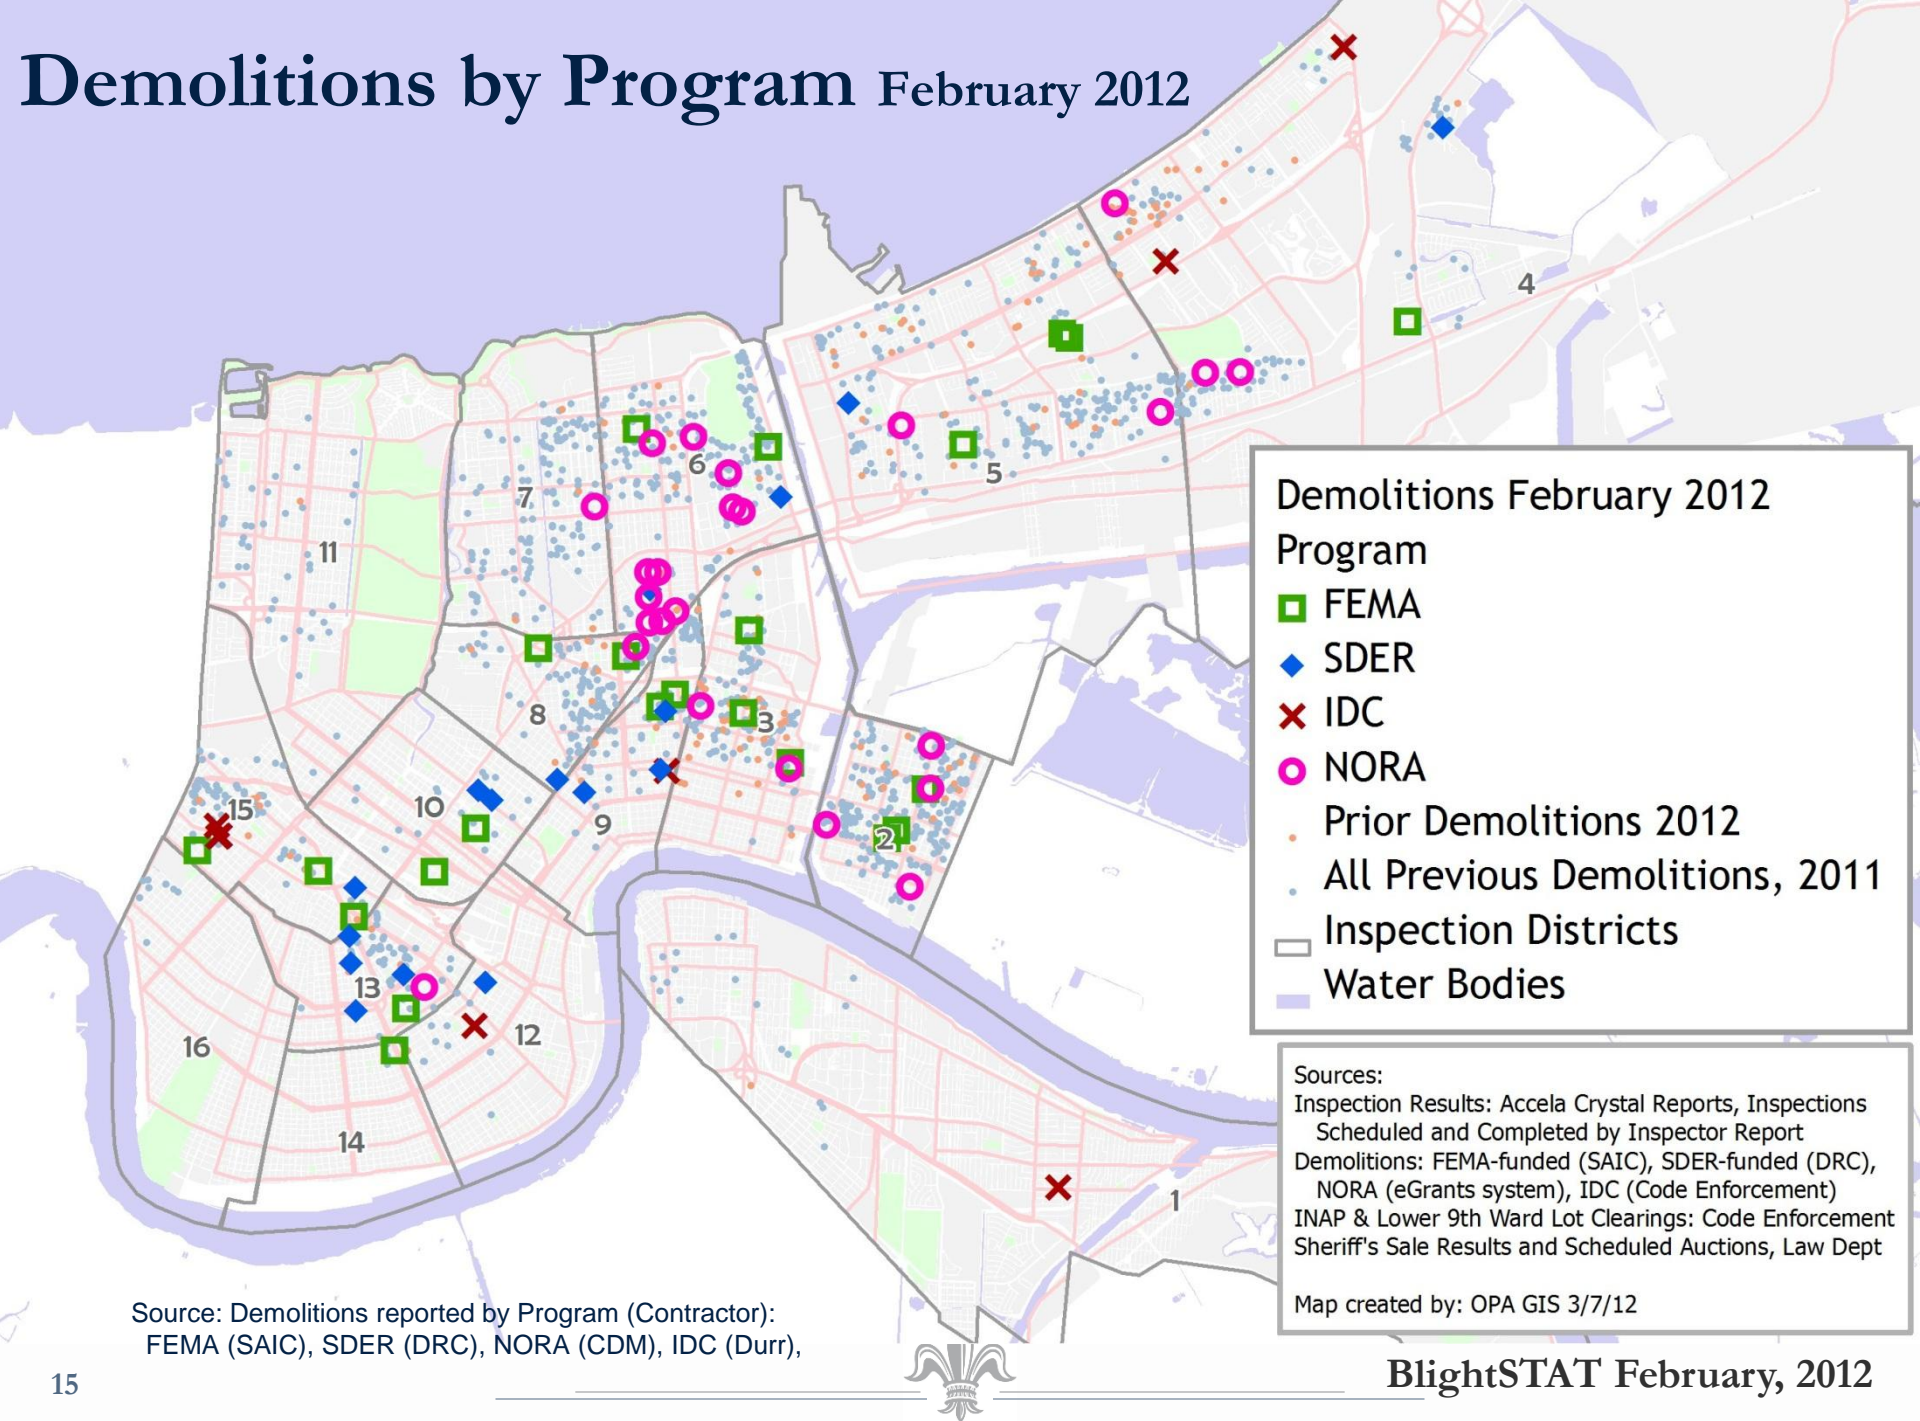 Demolitions by Program February 2012
4
5
6
7
11
8
3
15
10
9
2
13
12
16
14
1
Demolitions February 2012
Program
FEMA
SDER
IDC
NORA
Prior Demolitions 2012
All Previous Demolitions, 2011
Inspection Districts
Water Bodies
Sources:
Inspection Results: Accela Crystal Reports, Inspections
Scheduled and Completed by Inspector Report
Demolitions: FEMA-funded (SAIC), SDER-funded (DRC),
NORA (eGrants system), IDC (Code Enforcement)
INAP & Lower 9th Ward Lot Clearings: Code Enforcement
Sheriff's Sale Results and Scheduled Auctions, Law Dept
Map created by: OPA GIS 3/7/12
Source: Demolitions reported by Program (Contractor):
FEMA (SAIC), SDER (DRC), NORA (CDM), IDC (Durr),
15
BlightSTAT February, 2012